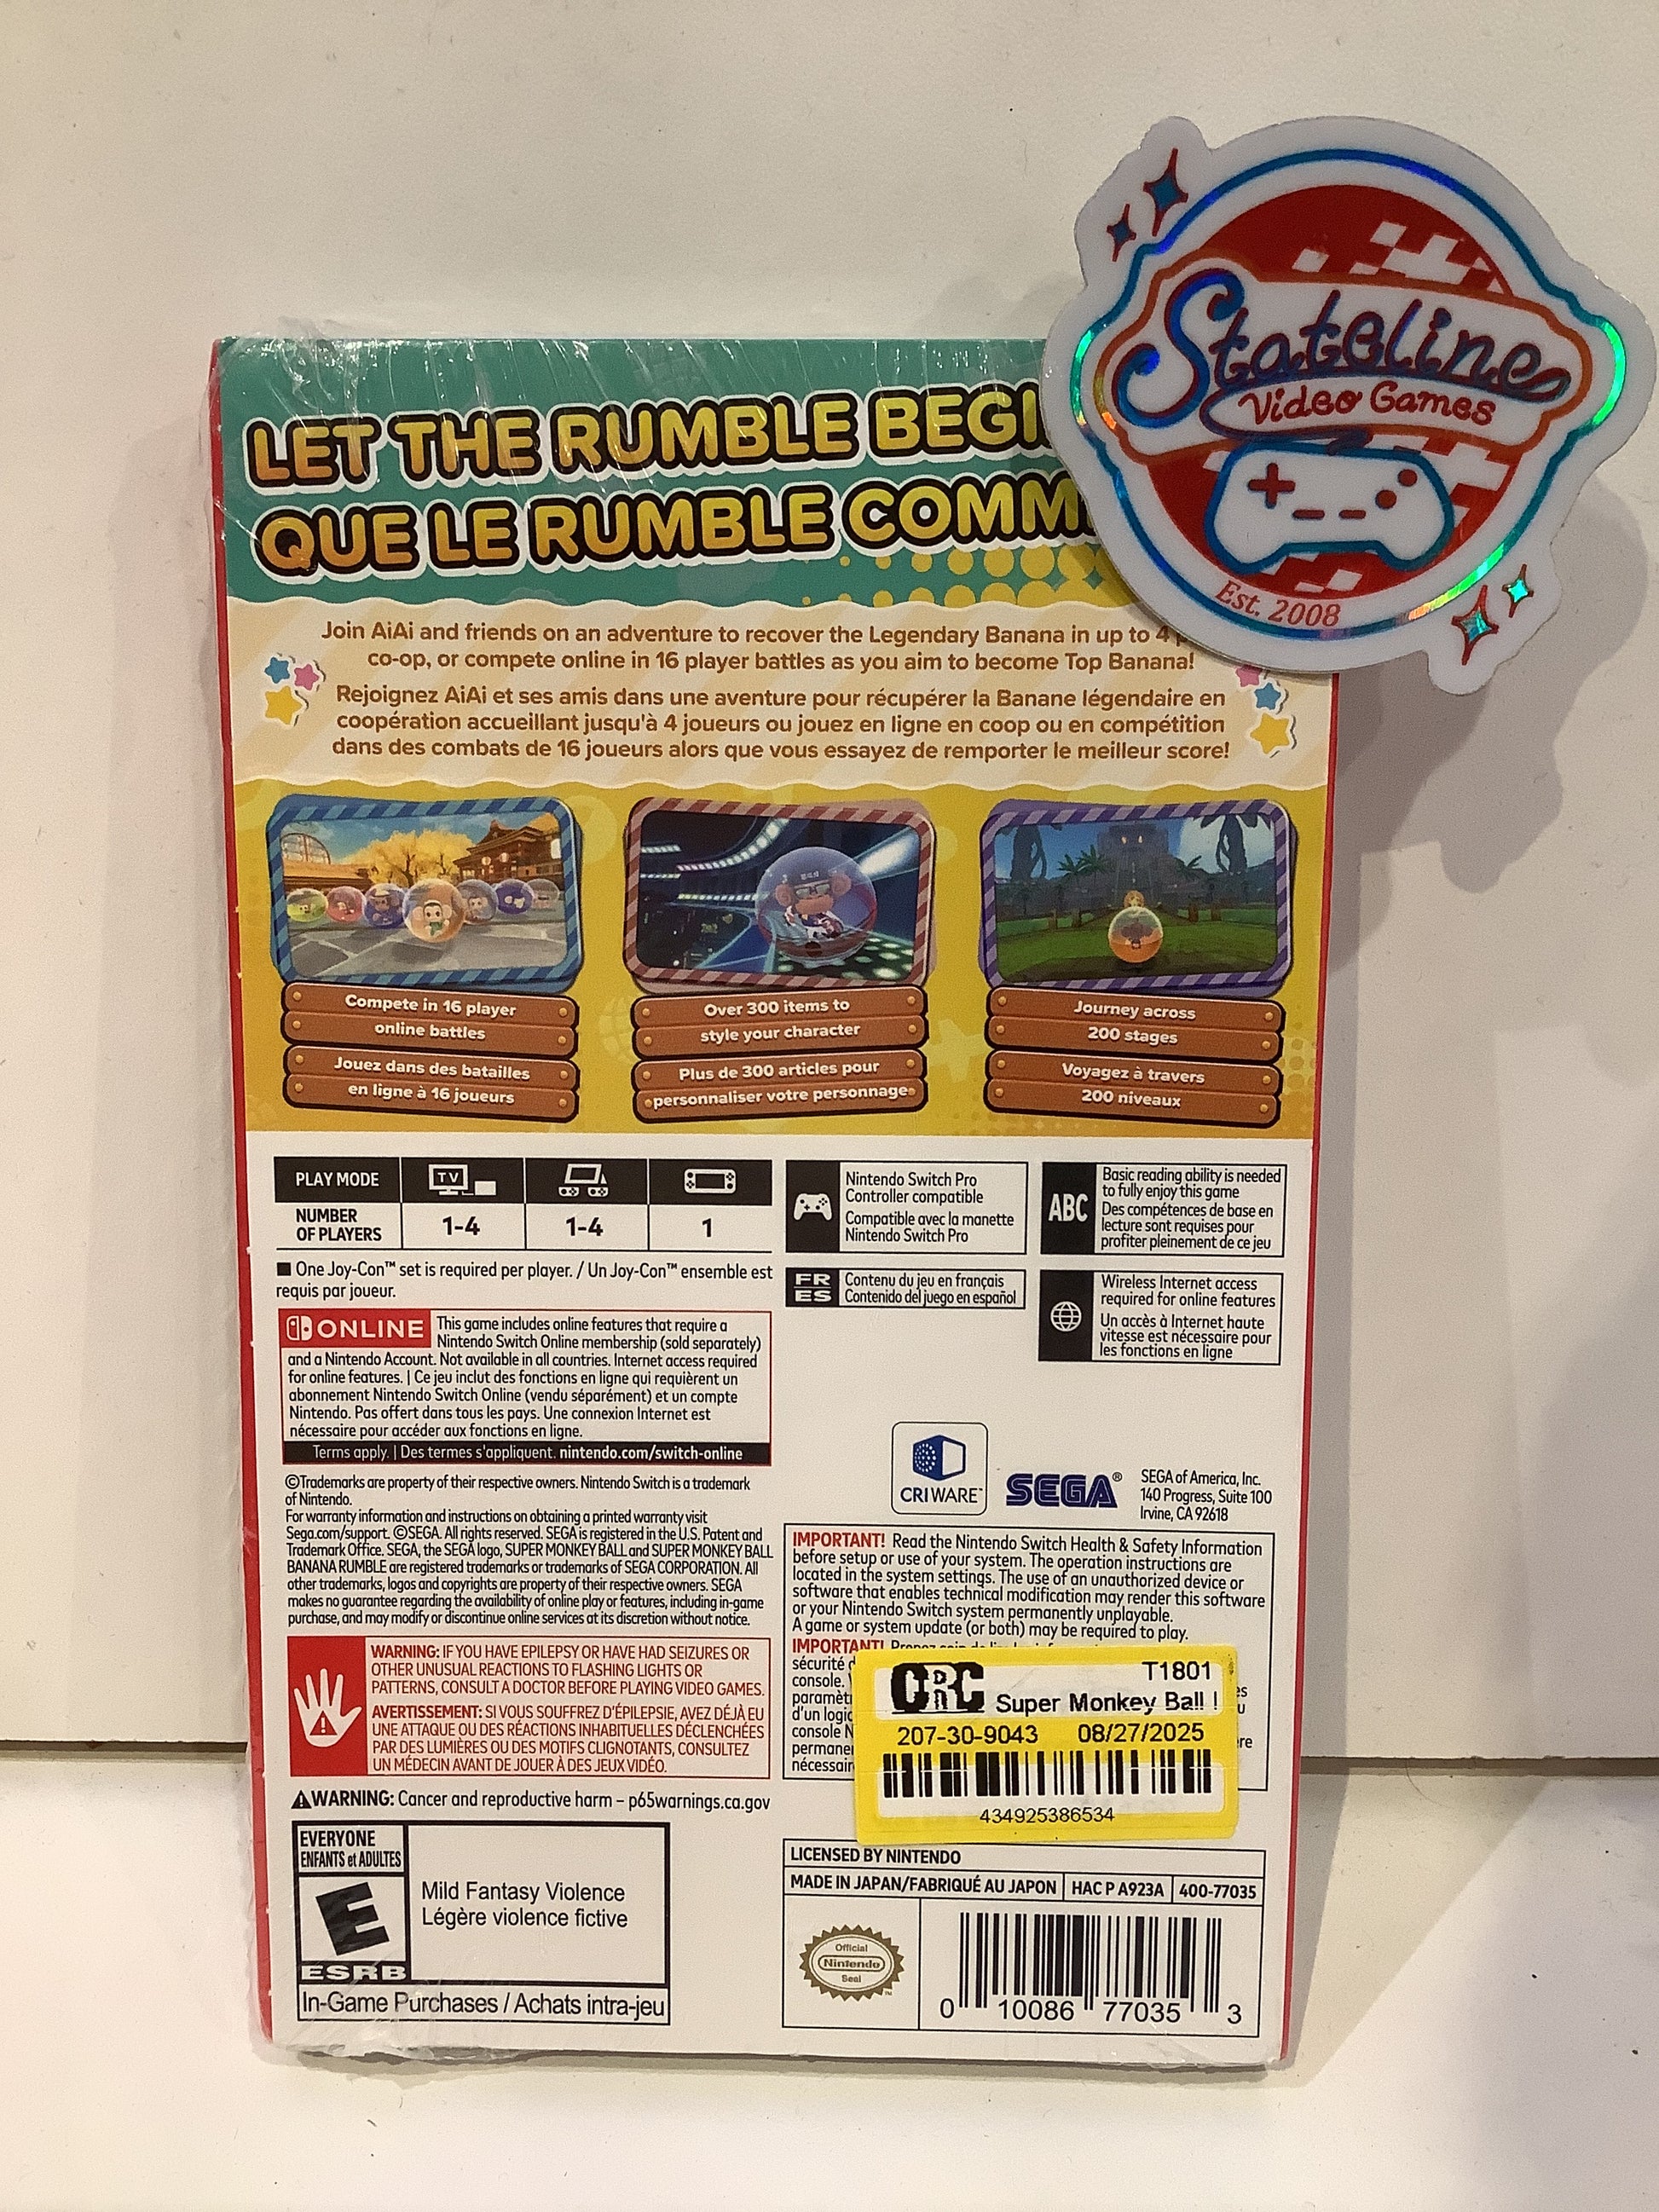 Stateline
Video Games
Est. 2008
LET THE RUMBLE
QUE LE RUMBLE
Join AiAi and friends on an adventure to recover the Legendary Banana in up to 4
co-op, or compete online in 16 player battles as you aim to become Top Banana!
Rejoignez AiAi et ses amis dans une aventure pour récupérer la Banane légendaire en
coopération accueillant jusqu'à 4 joueurs ou jouez en ligne en coop ou en compétition
dans des combats de 16 joueurs alors que vous essayez de remporter le meilleur score!
Compete in 16 player
online battles
Jouez dans des batailles
en ligne à 16 joueurs
Over 300 items to
style your character
Plus de 300 articles pour
personnaliser votre personnage
Journey across
200 stages
Voyagez à travers
200 niveaux
PLAY MODE
TV
NUMBER
OF PLAYERS
1-4
1-4
1
■ One Joy-Con™ set is required per player. / Un Joy-Con™ ensemble est
requis par joueur.
Nintendo Switch Pro
Controller compatible
Compatible avec la manette
Nintendo Switch Pro
ABC
Basic reading ability is needed
to fully enjoy this game
Des compétences de base en
lecture sont requises pour
profiter pleinement de ce jeu
FR
ES
Contenu du jeu en français
Contenido del juego en español
Wireless Internet access
required for online features
Un accès à Internet haute
vitesse est nécessaire pour
les fonctions en ligne
ONLINE
This game includes online features that require a
Nintendo Switch Online membership (sold separately)
and a Nintendo Account. Not available in all countries. Internet access required
for online features. | Ce jeu inclut des fonctions en ligne qui requièrent un
abonnement Nintendo Switch Online (vendu séparément) et un compte
Nintendo. Pas offert dans tous les pays. Une connexion Internet est
nécessaire pour accéder aux fonctions en ligne.
Terms apply. | Des termes s'appliquent. nintendo.com/switch-online
©Trademarks are property of their respective owners. Nintendo Switch is a trademark
of Nintendo.
For warranty information and instructions on obtaining a printed warranty visit
Sega.com/support. ©SEGA. All rights reserved. SEGA is registered in the U.S. Patent and
Trademark Office. SEGA, the SEGA logo, SUPER MONKEY BALL and SUPER MONKEY BALL
BANANA RUMBLE are registered trademarks or trademarks of SEGA CORPORATION. All
other trademarks, logos and copyrights are property of their respective owners. SEGA
makes no guarantee regarding the availability of online play or features, including in-game
purchase, and may modify or discontinue online services at its discretion without notice.
CRIWARE™
SEGA®
SEGA of America, Inc.
140 Progress, Suite 100
Irvine, CA 92618
IMPORTANT! Read the Nintendo Switch Health & Safety Information
before setup or use of your system. The operation instructions are
located in the system settings. The use of an unauthorized device or
software that enables technical modification may render this software
or your Nintendo Switch system permanently unplayable.
A game or system update (or both) may be required to play.
IMPORTANT!
sécurité
console.
d'un
console
WARNING: IF YOU HAVE EPILEPSY OR HAVE HAD SEIZURES OR
OTHER UNUSUAL REACTIONS TO FLASHING LIGHTS OR
PATTERNS, CONSULT A DOCTOR BEFORE PLAYING VIDEO GAMES.
AVERTISSEMENT: SI VOUS SOUFFREZ D'ÉPILEPSIE, AVEZ DÉJÀ EU
UNE ATTAQUE OU DES RÉACTIONS INHABITUELLES DÉCLENCHÉES
PAR DES LUMIÈRES OU DES MOTIFS CLIGNOTANTS, CONSULTEZ
UN MÉDECIN AVANT DE JOUER À DES JEUX VIDÉO.
⚠WARNING: Cancer and reproductive harm – p65warnings.ca.gov
T1801
Super Monkey Ball
207-30-9043 08/27/2025
434925386534
EVERYONE
ENFANTS et ADULTES
E
ESRB
Mild Fantasy Violence
Légère violence fictive
In-Game Purchases / Achats intra-jeu
LICENSED BY NINTENDO
MADE IN JAPAN/FABRIQUÉ AU JAPON HAC P A923A 400-77035
Official
Nintendo
Seal
0 10086 77035 3